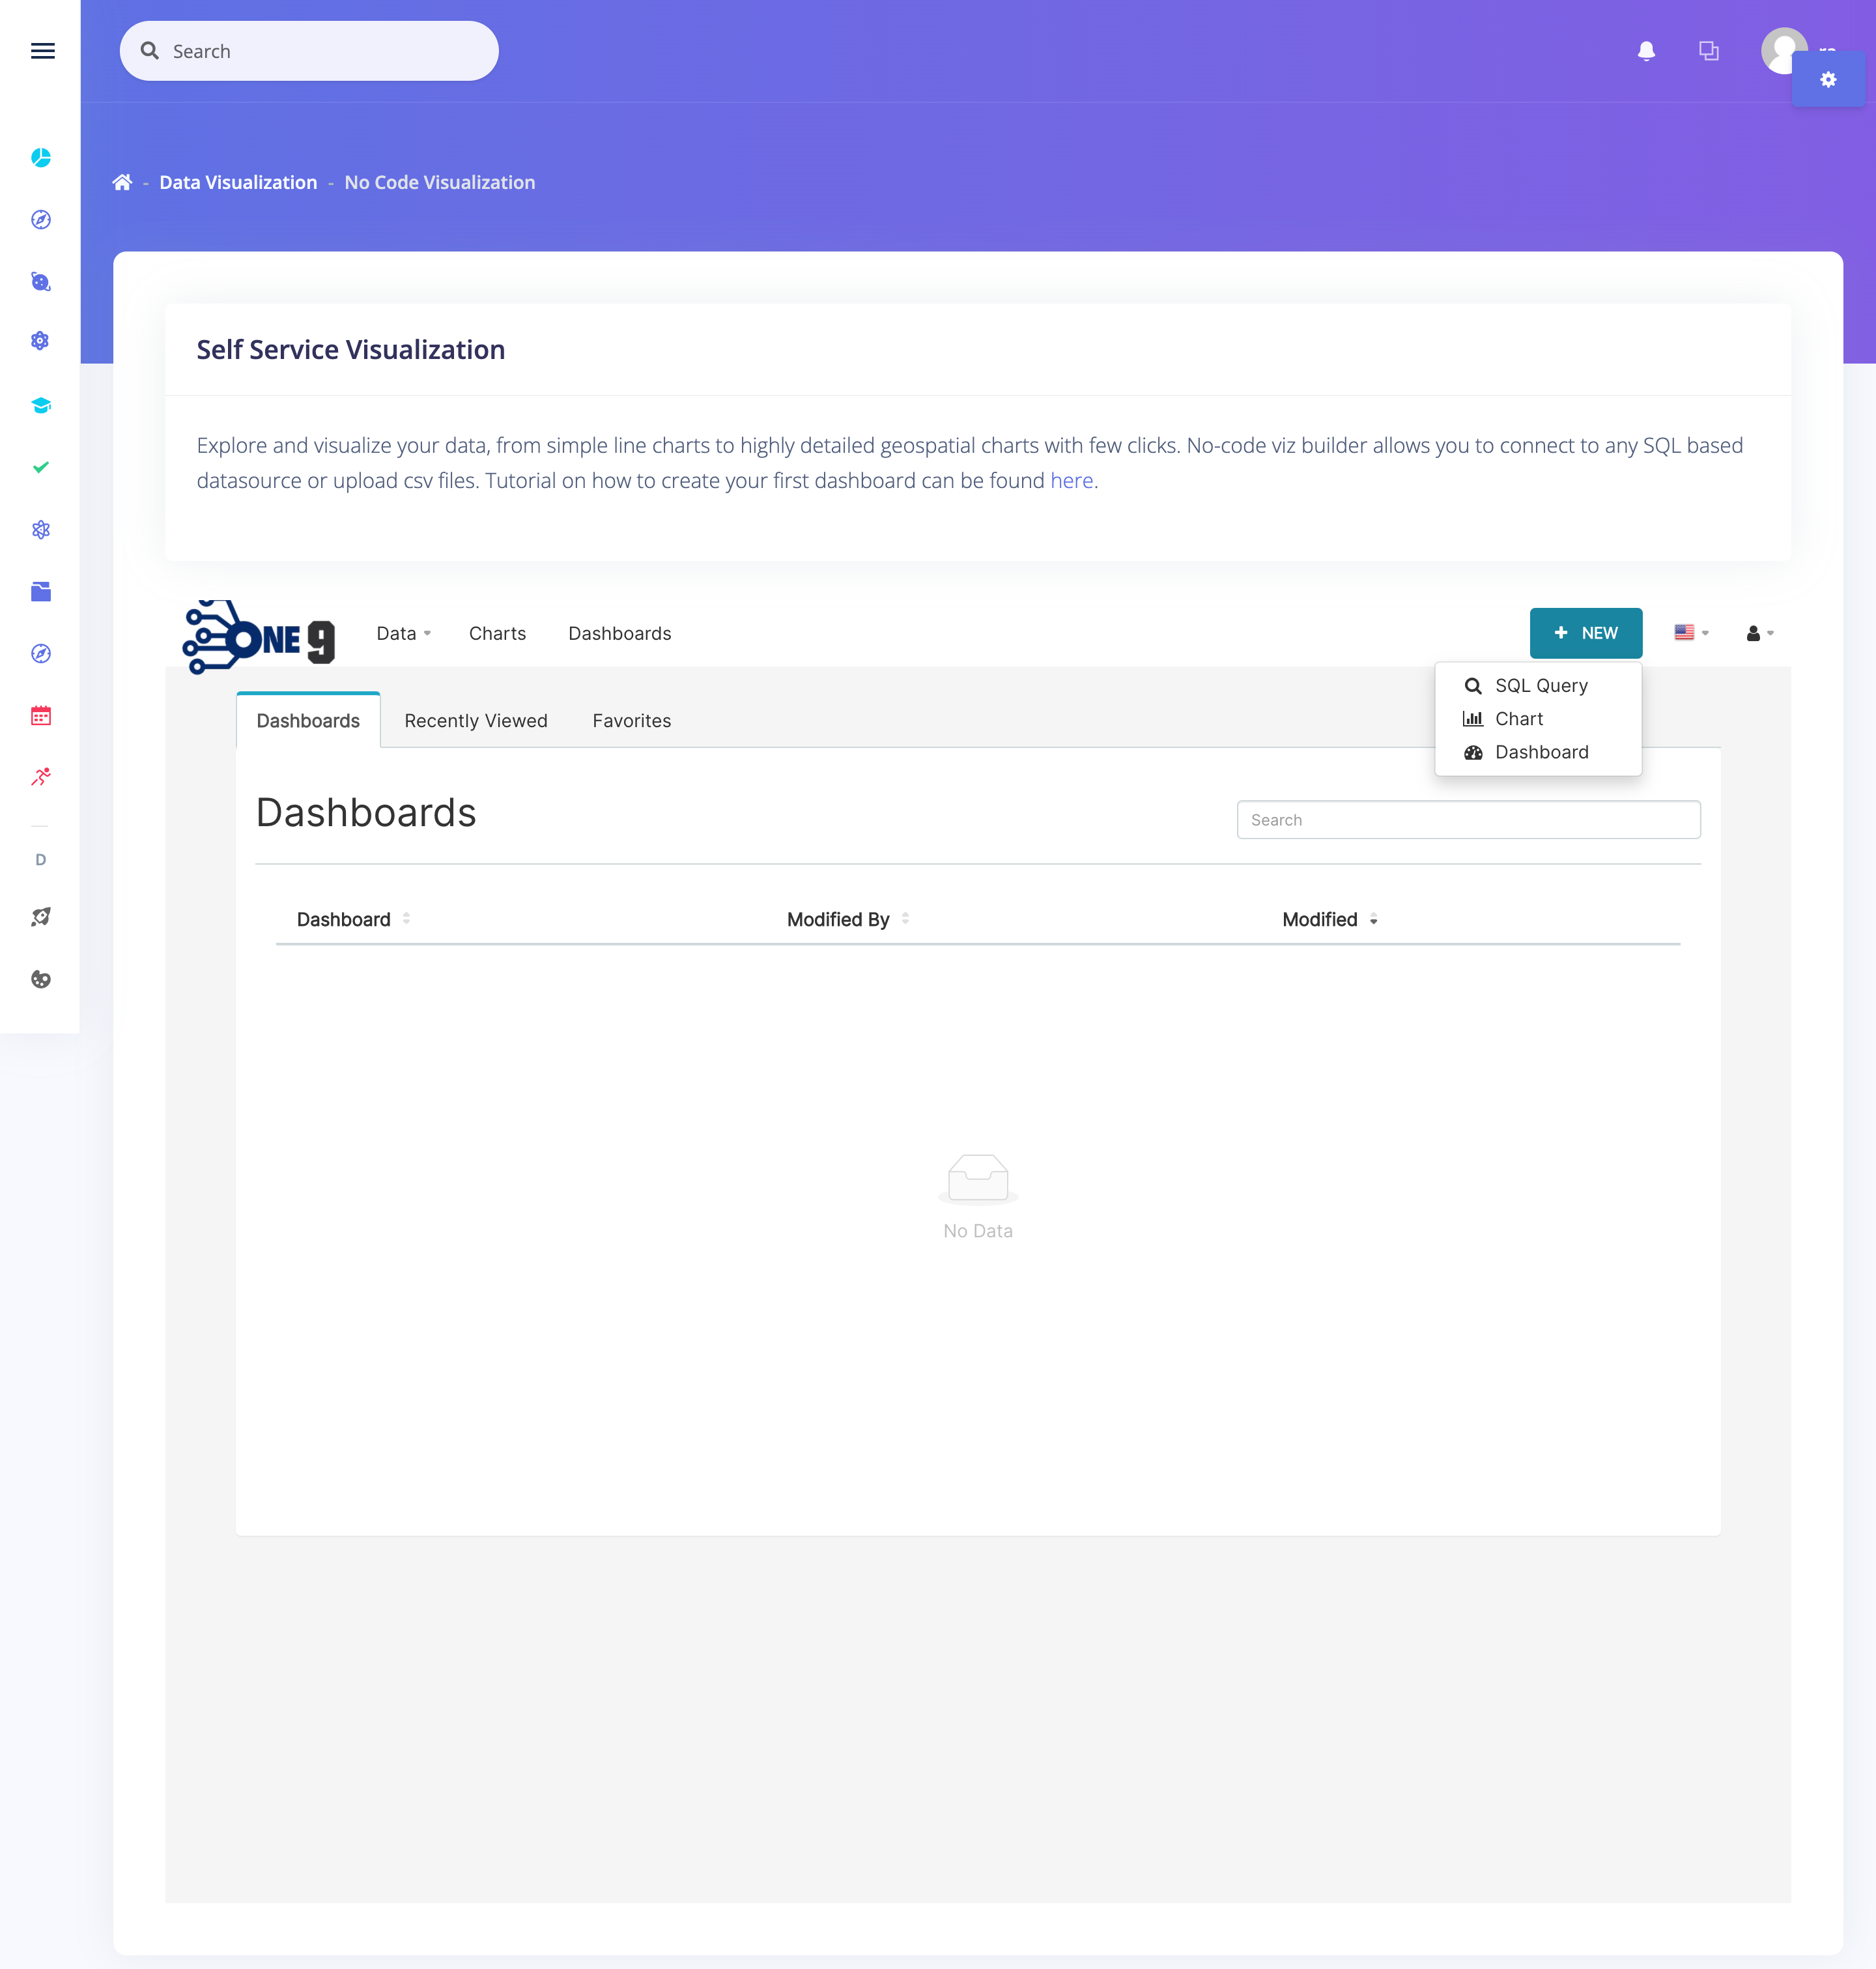 Search
Data Visualization - No Code Visualization
Self Service Visualization
Explore and visualize your data, from simple line charts to highly detailed geospatial charts with few clicks. No-code viz builder allows you to connect to any SQL based
datasource or upload csv files. Tutorial on how to create your first dashboard can be found here.
ONE 9
Data
Charts
Dashboards
+ NEW
SQL Query
Chart
Dashboard
Dashboards
Recently Viewed
Favorites
Dashboards
Search
Dashboard
Modified By
Modified
No Data
D